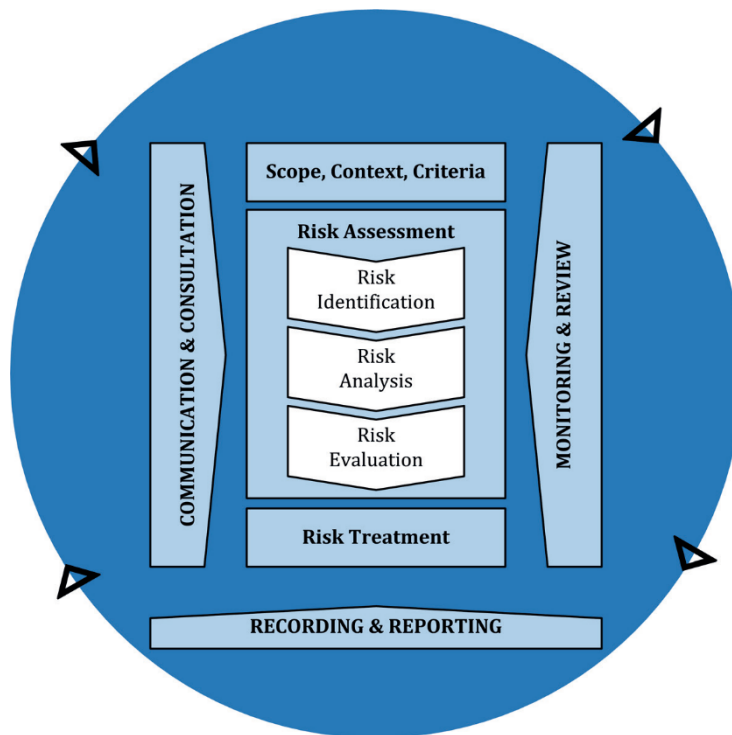 Scope, Context, Criteria
Risk Assessment
Risk
Identification
Risk
Analysis
Risk
Evaluation
Risk Treatment
COMMUNICATION & CONSULTATION
MONITORING & REVIEW
RECORDING & REPORTING